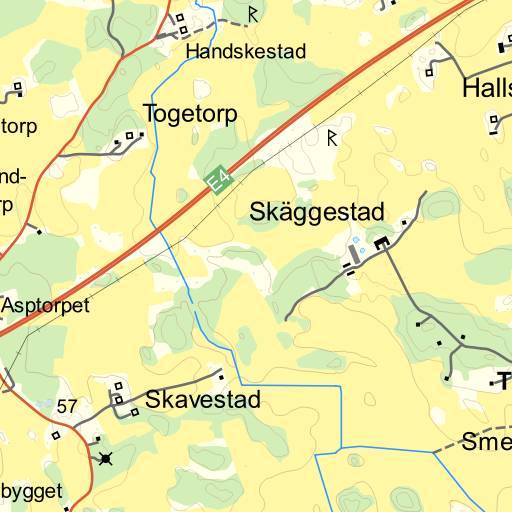 Handskestad
Halls
Togetorp
torp
nd-
rp
E4
Skäggestad
Asptorpet
T
57
Skavestad
Sme
bygget